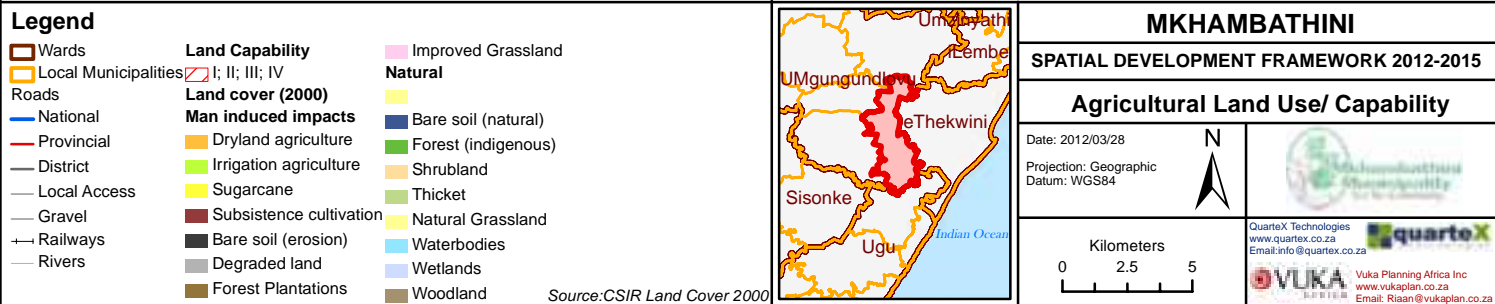 Legend
Wards
Local Municipalities
Roads
National
Provincial
District
Local Access
Gravel
Railways
Rivers
Land Capability
I; II; III; IV
Land cover (2000)
Man induced impacts
Dryland agriculture
Irrigation agriculture
Sugarcane
Subsistence cultivation
Bare soil (erosion)
Degraded land
Forest Plantations
Improved Grassland
Natural
Bare soil (natural)
Forest (indigenous)
Shrubland
Thicket
Natural Grassland
Waterbodies
Wetlands
Woodland
Source:CSIR Land Cover 2000
Umzinyathi
iLembe
UMgungundlovu
eThekwini
Sisonke
Ugu
Indian Ocean
MKHAMBATHINI
SPATIAL DEVELOPMENT FRAMEWORK 2012-2015
Agricultural Land Use/ Capability
Date: 2012/03/28
Projection: Geographic
Datum: WGS84
N
Mkhambathini
Municipality
Kilometers
0 2.5 5
QuarteX Technologies
www.quartex.co.za
Email:info@quartex.co.za
quarteX
VUKA
AFRICA
Vuka Planning Africa Inc
www.vukaplan.co.za
Email: Riaan@vukaplan.co.za